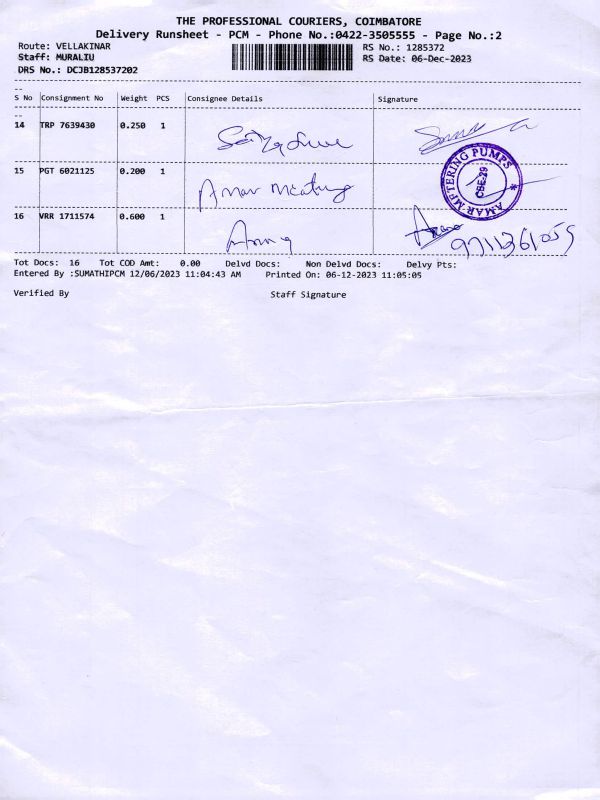 THE PROFESSIONAL COURIERS, COIMBATORE
Delivery Runsheet - PCM - Phone No.:0422-3505555 - Page No.:2
Route: VELLAKINAR
RS No.: 1285372
Staff: MURALIU
RS Date: 06-Dec-2023
DRS No.: DCJB128537202
--
S No Consignment No Weight PCS Consignee Details Signature
--
14 TRP 7639430 0.250 1
15 PGT 6021125 0.200 1 Amar
AMAR METERING PUMPS
CBE-29
*
16 VRR 1711574 0.600 1
Tot Docs: 16 Tot COD Amt: 0.00 Delvd Docs: Non Delvd Docs: Delvy Pts:
Entered By :SUMATHIPCM 12/06/2023 11:04:43 AM Printed On: 06-12-2023 11:05:05
Verified By Staff Signature